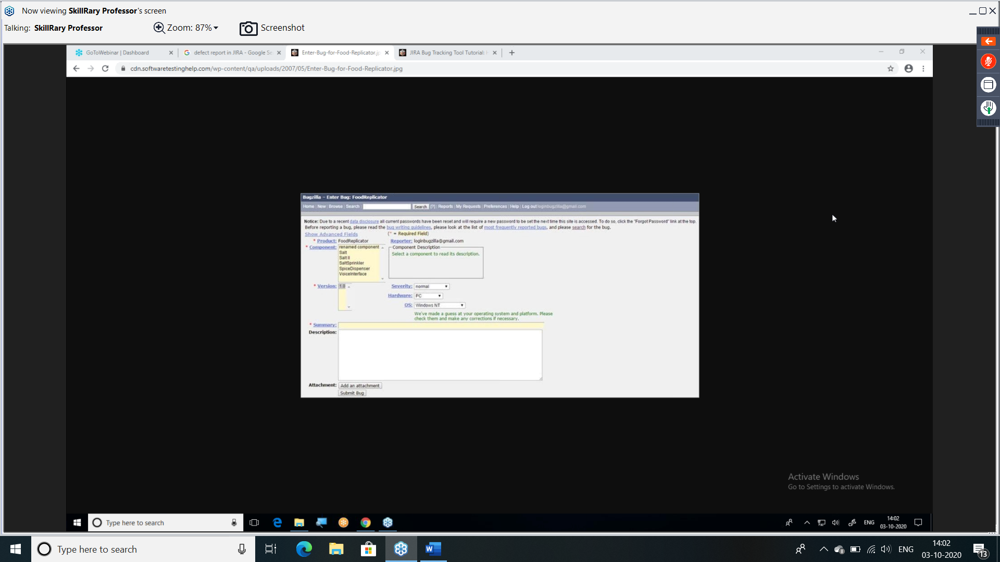 Now viewing SkillRary Professor's screen
Talking: SkillRary Professor
Zoom: 87%
Screenshot
GoToWebinar | Dashboard
defect report in JIRA - Google Se
Enter-Bug-for-Food-Replicator.jp
JIRA Bug Tracking Tool Tutorial: H
cdn.softwaretestinghelp.com/wp-content/qa/uploads/2007/05/Enter-Bug-for-Food-Replicator.jpg
Bugzilla – Enter Bug: FoodReplicator
Home | New | Browse | Search | Search [?] | Reports | My Requests | Preferences | Help | Log out loginbugzilla@gmail.com
Notice: Due to a recent data disclosure all current passwords have been reset and will require a new password to be set the next time this site is accessed. To do so, click the "Forgot Password" link at the top.
Before reporting a bug, please read the bug writing guidelines, please look at the list of most frequently reported bugs, and please search for the bug.
Show Advanced Fields (* = Required Field)
* Product: FoodReplicator Reporter: loginbugzilla@gmail.com
* Component: renamed component
Salt
Salt II
SaltSprinkler
SpiceDispenser
VoiceInterface
Component Description
Select a component to read its description.
* Version: 1.0
Severity: normal
Hardware: PC
OS: Windows NT
We've made a guess at your operating system and platform. Please
check them and make any corrections if necessary.
* Summary:
Description:
Attachment: Add an attachment
Submit Bug
Activate Windows
Go to Settings to activate Windows.
Type here to search
ENG
14:02
03-10-2020
Type here to search
ENG
14:02
03-10-2020
13